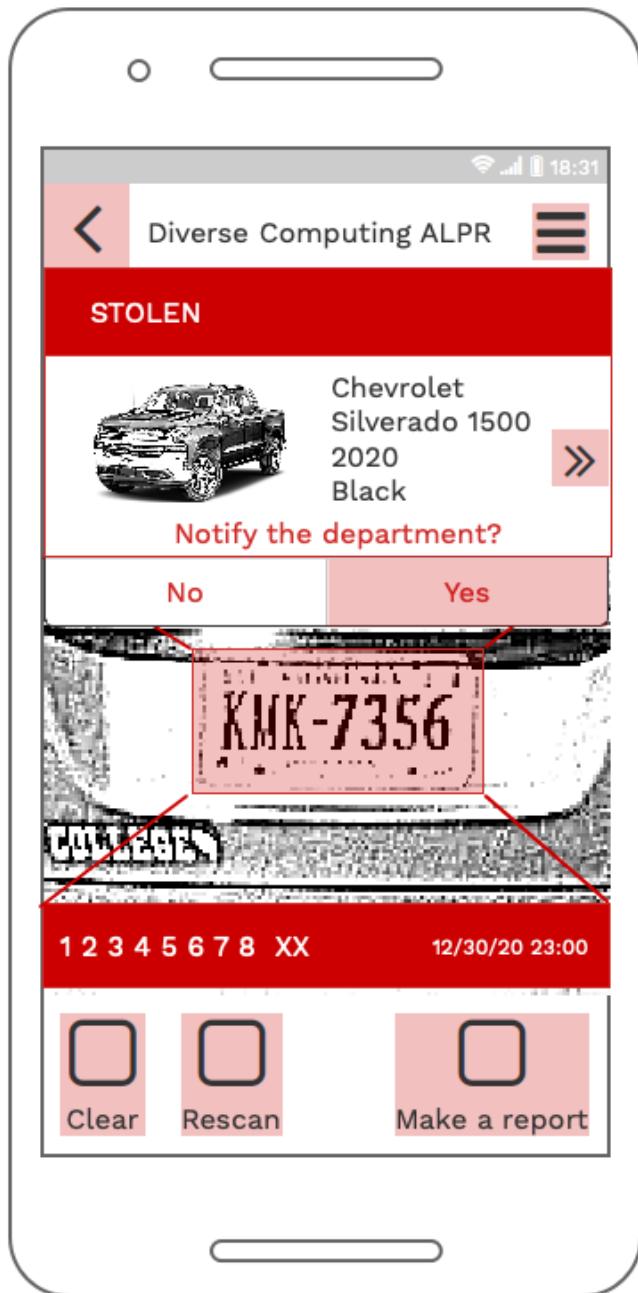 18:31
Diverse Computing ALPR
STOLEN
Chevrolet
Silverado 1500
2020
Black
Notify the department?
No Yes
KMK-7356
COLLEGE
1 2 3 4 5 6 7 8 XX 12/30/20 23:00
Clear Rescan Make a report